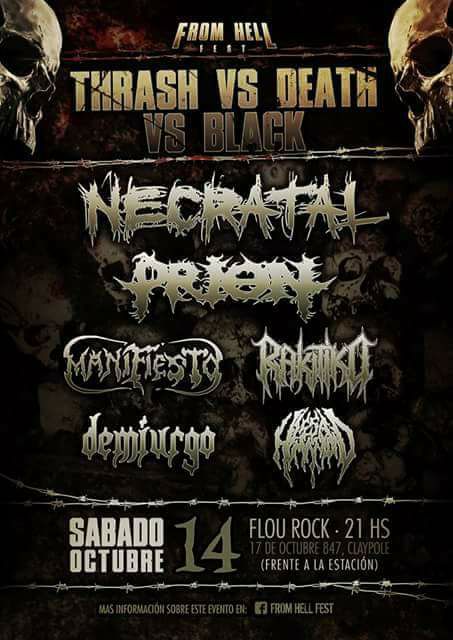 FROM HELL
FEST
THRASH VS DEATH
VS BLACK
NECRATAL
PRION
MANIFIESTO
demiurgo
SABADO 14
OCTUBRE
FLOU ROCK · 21 HS
17 DE OCTUBRE 847, CLAYPOLE
(FRENTE A LA ESTACIÓN)
MAS INFORMACIÓN SOBRE ESTE EVENTO EN: FROM HELL FEST